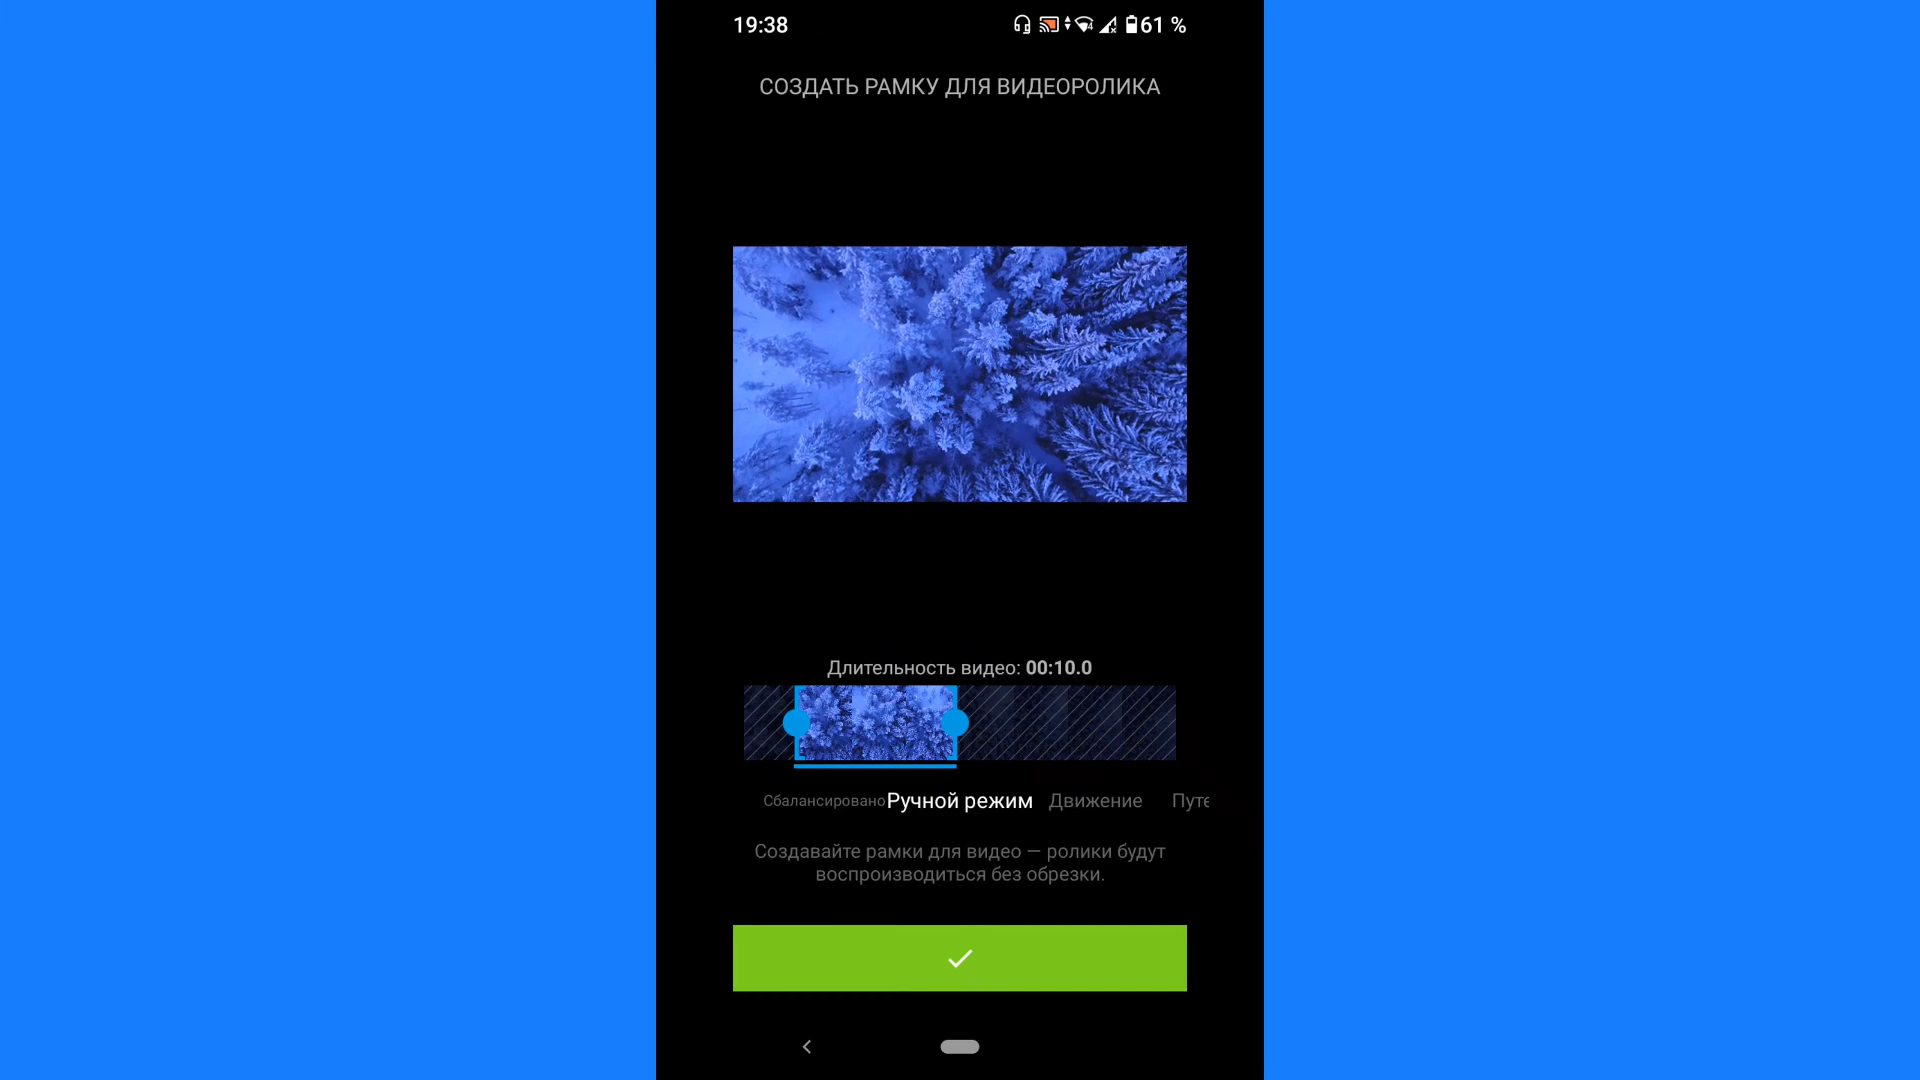 19:38
61 %
СОЗДАТЬ РАМКУ ДЛЯ ВИДЕОРОЛИКА
Длительность видео: 00:10.0
Сбалансировано Ручной режим Движение Путе
Создавайте рамки для видео — ролики будут
воспроизводиться без обрезки.